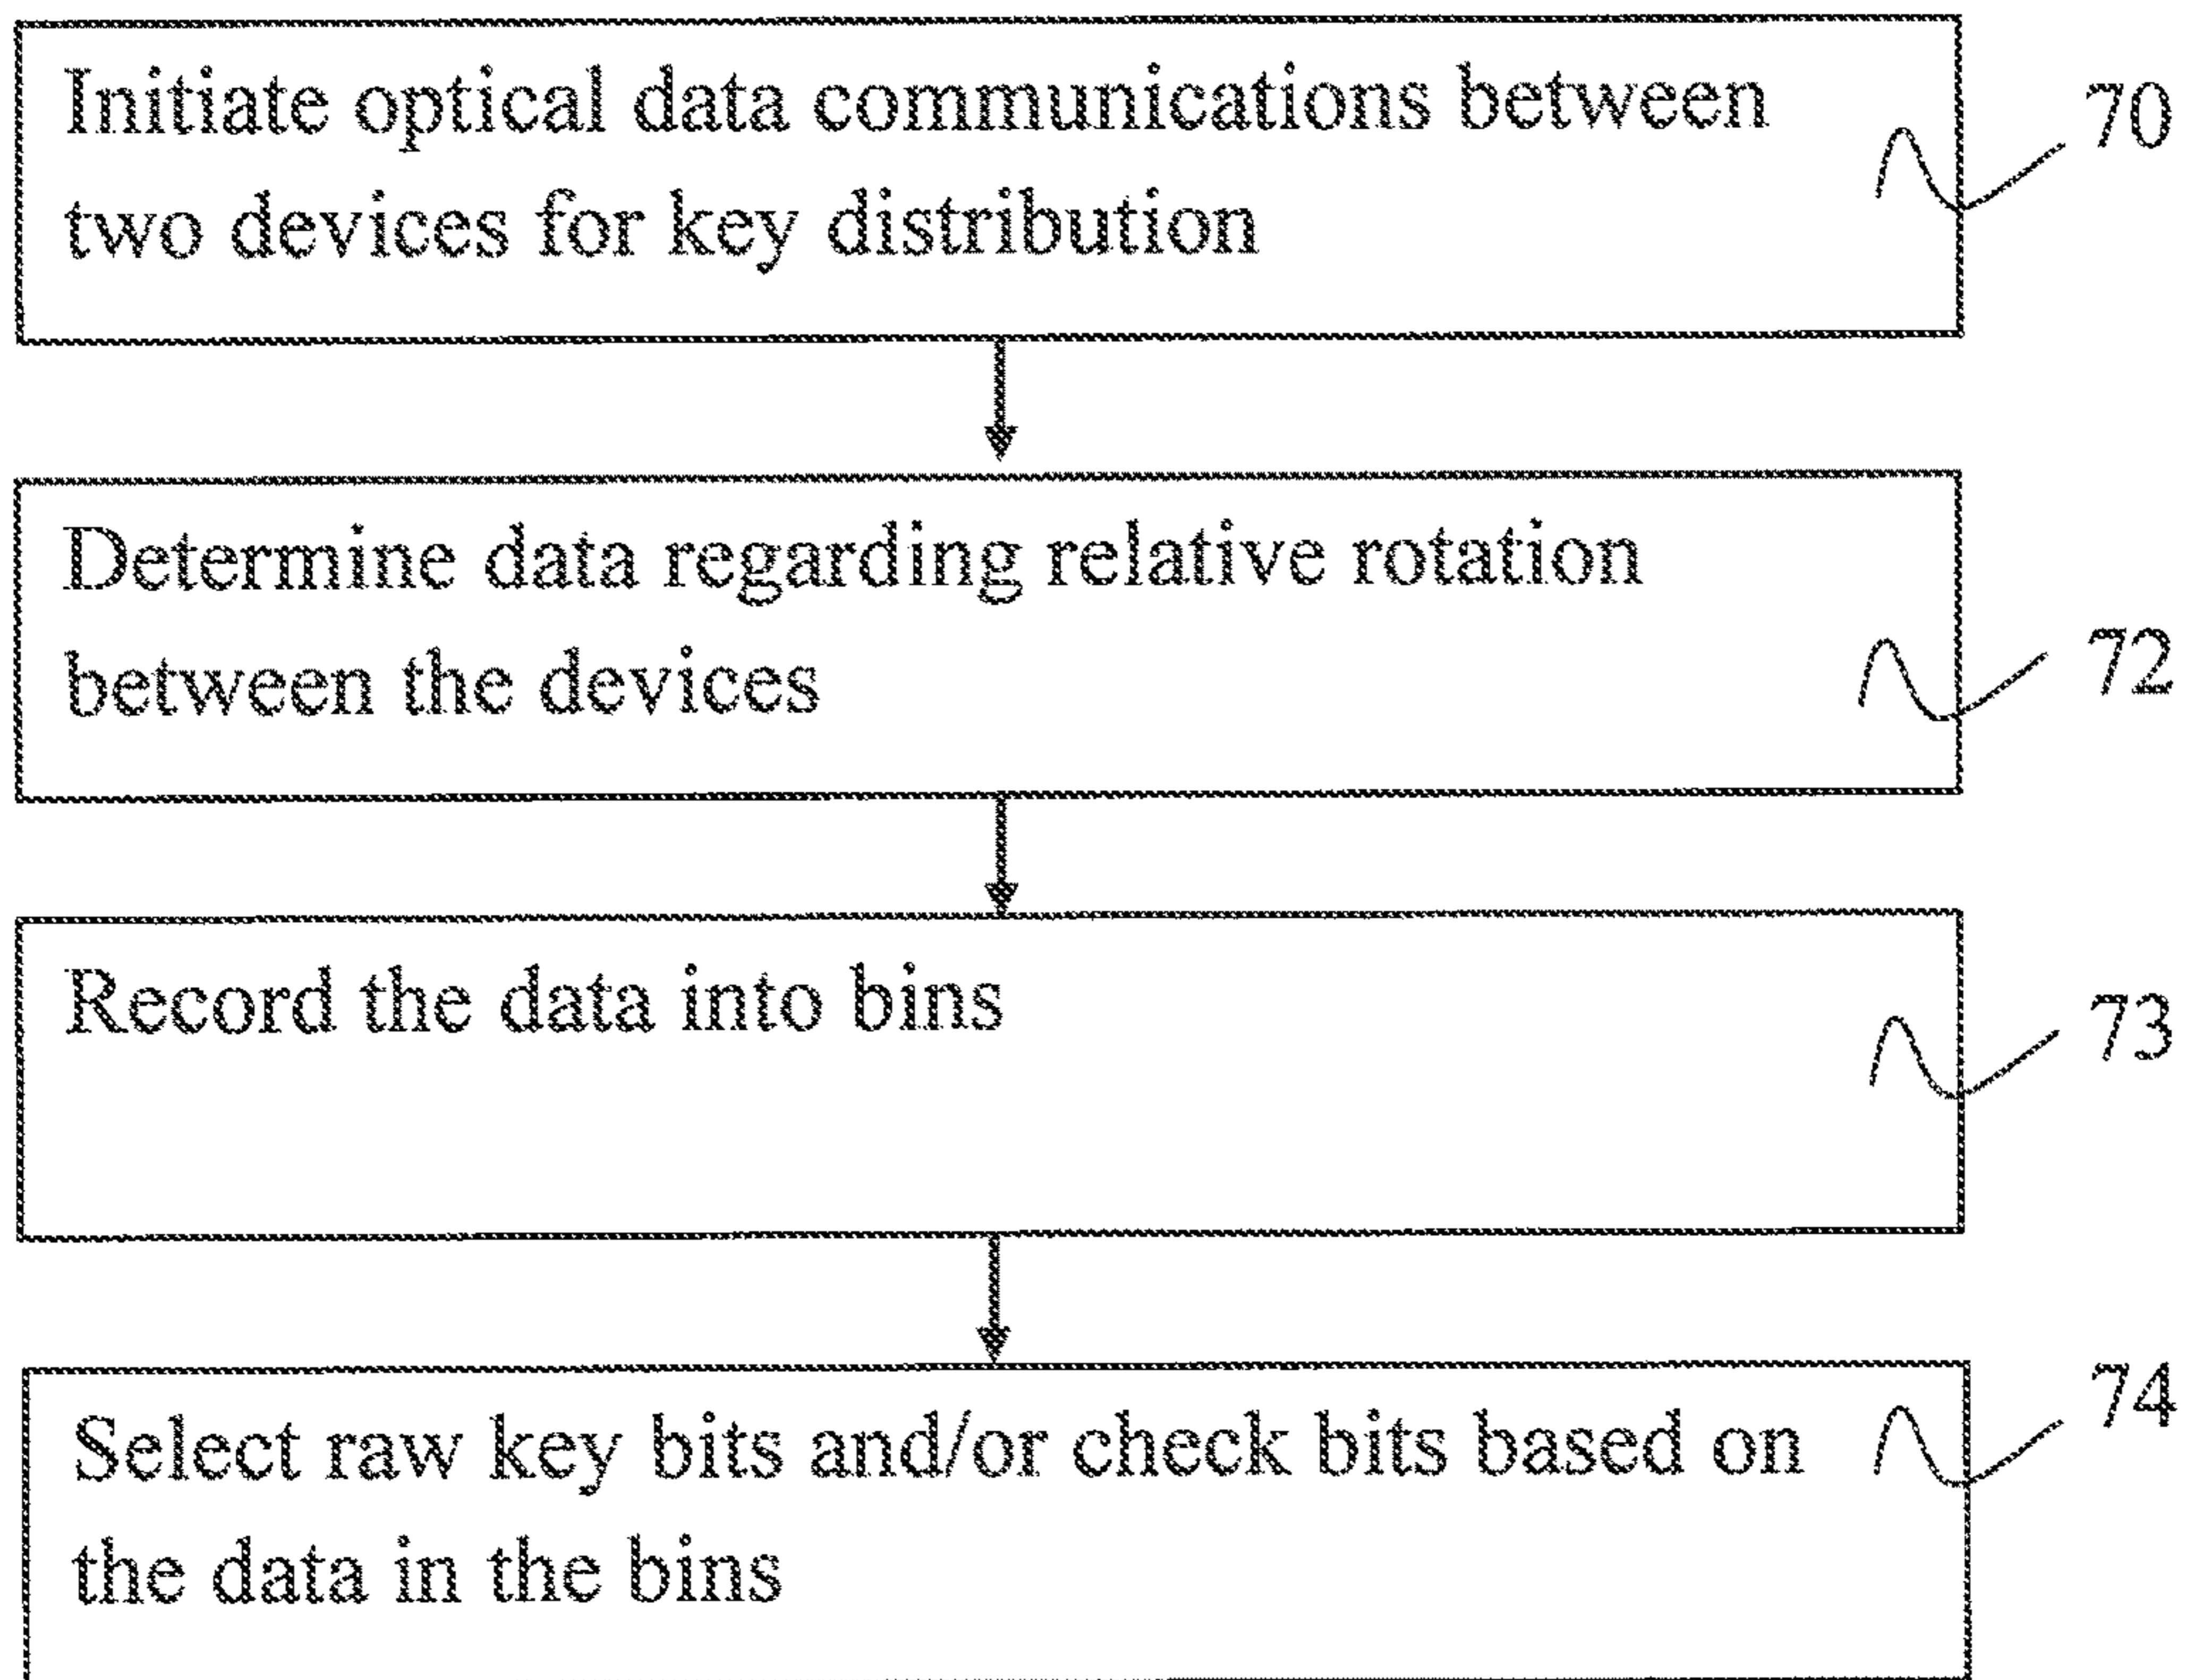 Initiate optical data communications between
70
two devices for key distribution
Determine data regarding relative rotation
between the devices
72
Record the data into bins
73
Select raw key bits and/or check bits based on
74
the data in the bins